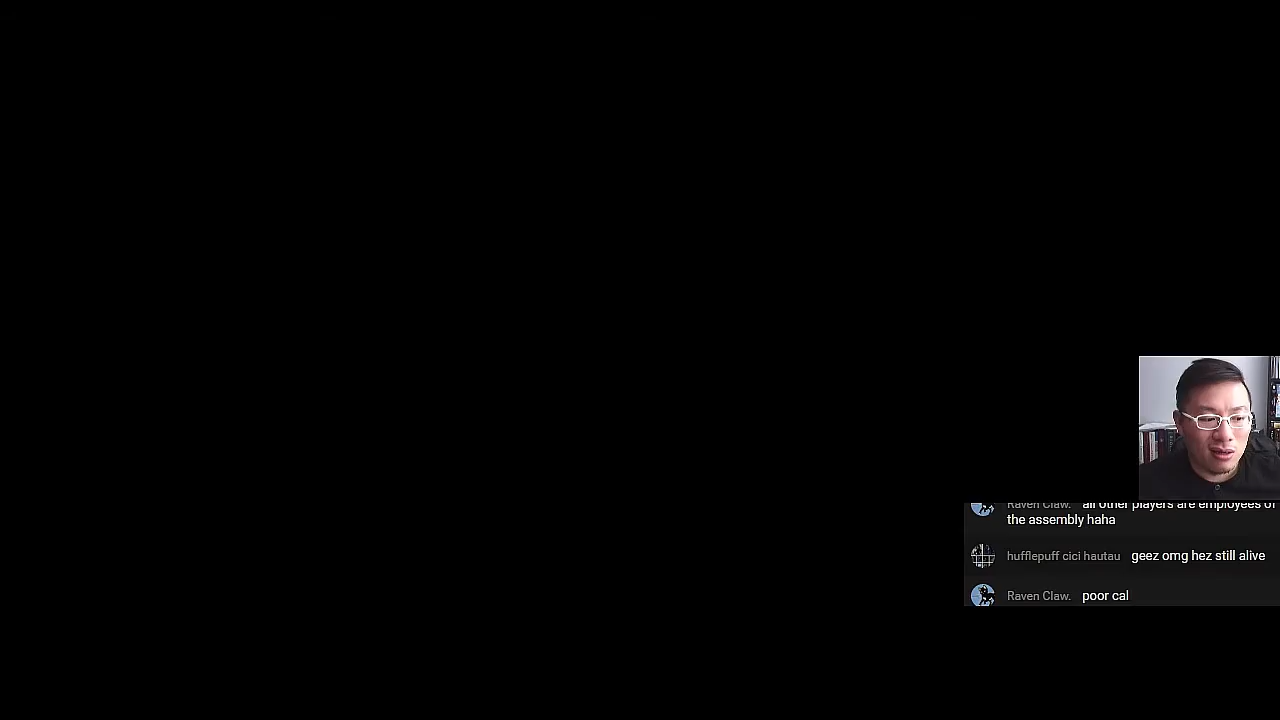 Raven Claw. all other players are employees of
the assembly haha
hufflepuff cici hautau geez omg hez still alive
Raven Claw. poor cal